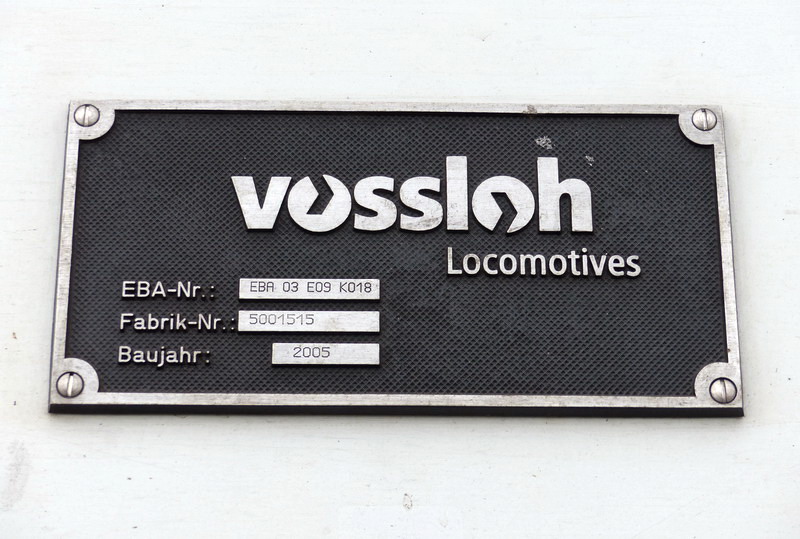 vossloh
Locomotives
EBA-Nr.: EBA 03 E09 K018
Fabrik-Nr.: 5001515
Baujahr: 2005